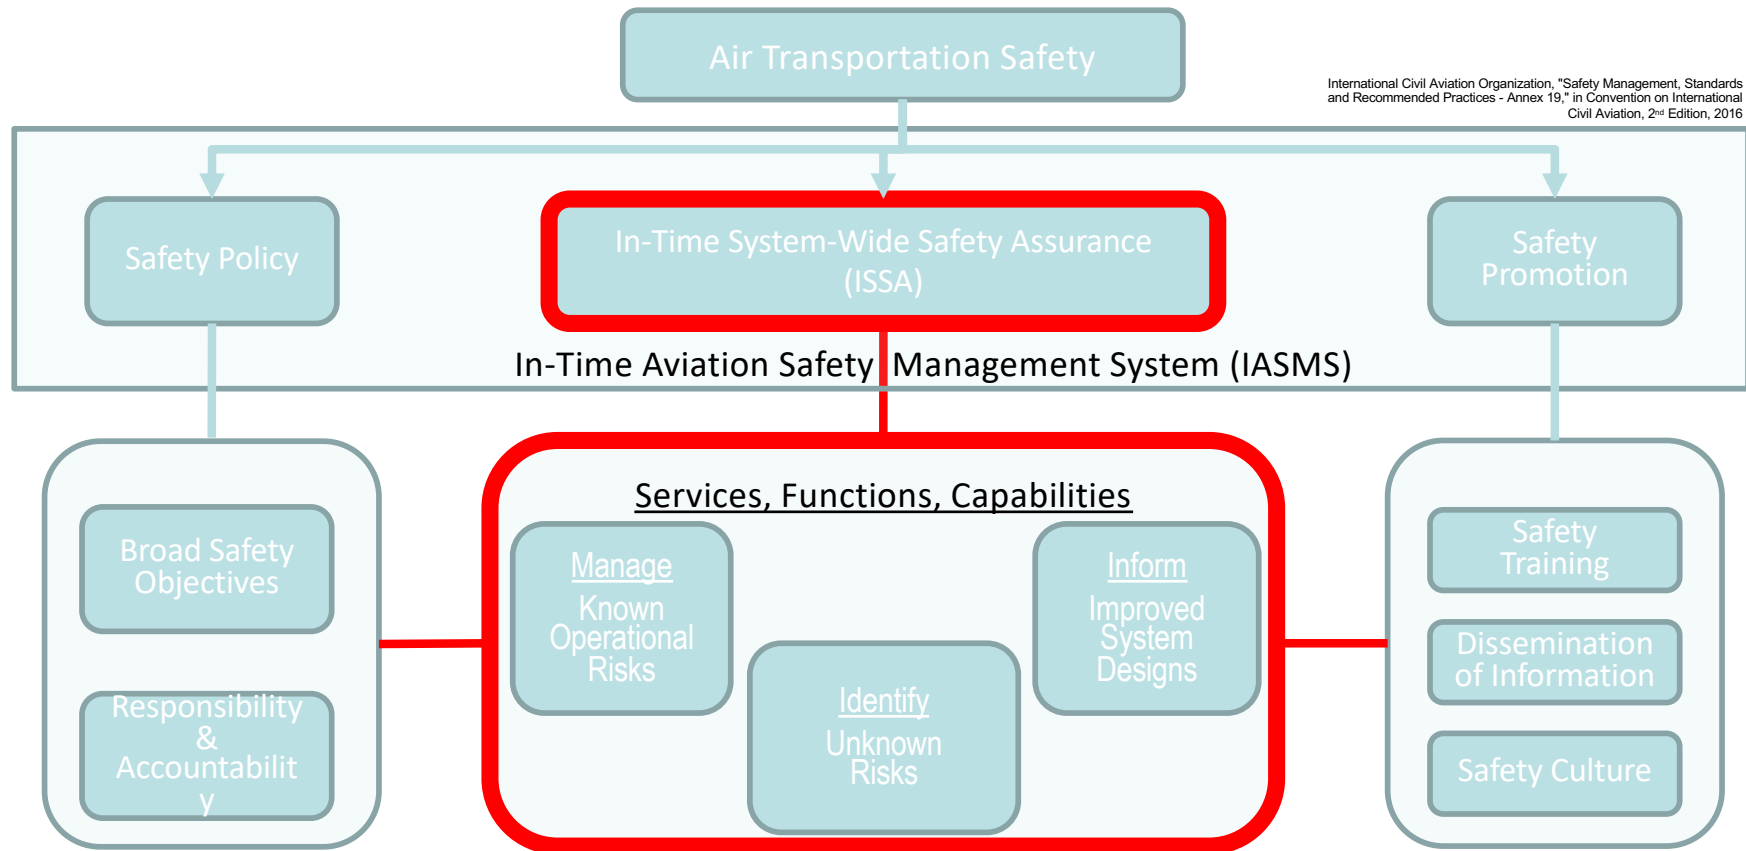 Air Transportation Safety
International Civil Aviation Organization, "Safety Management, Standards
and Recommended Practices - Annex 19," in Convention on International
Civil Aviation, 2nd Edition, 2016
Safety Policy
In-Time System-Wide Safety Assurance
(ISSA)
Safety
Promotion
In-Time Aviation Safety Management System (IASMS)
Broad Safety
Objectives
Responsibility
&
Accountabilit
y
Services, Functions, Capabilities
Manage
Known
Operational
Risks
Identify
Unknown
Risks
Inform
Improved
System
Designs
Safety
Training
Dissemination
of Information
Safety Culture